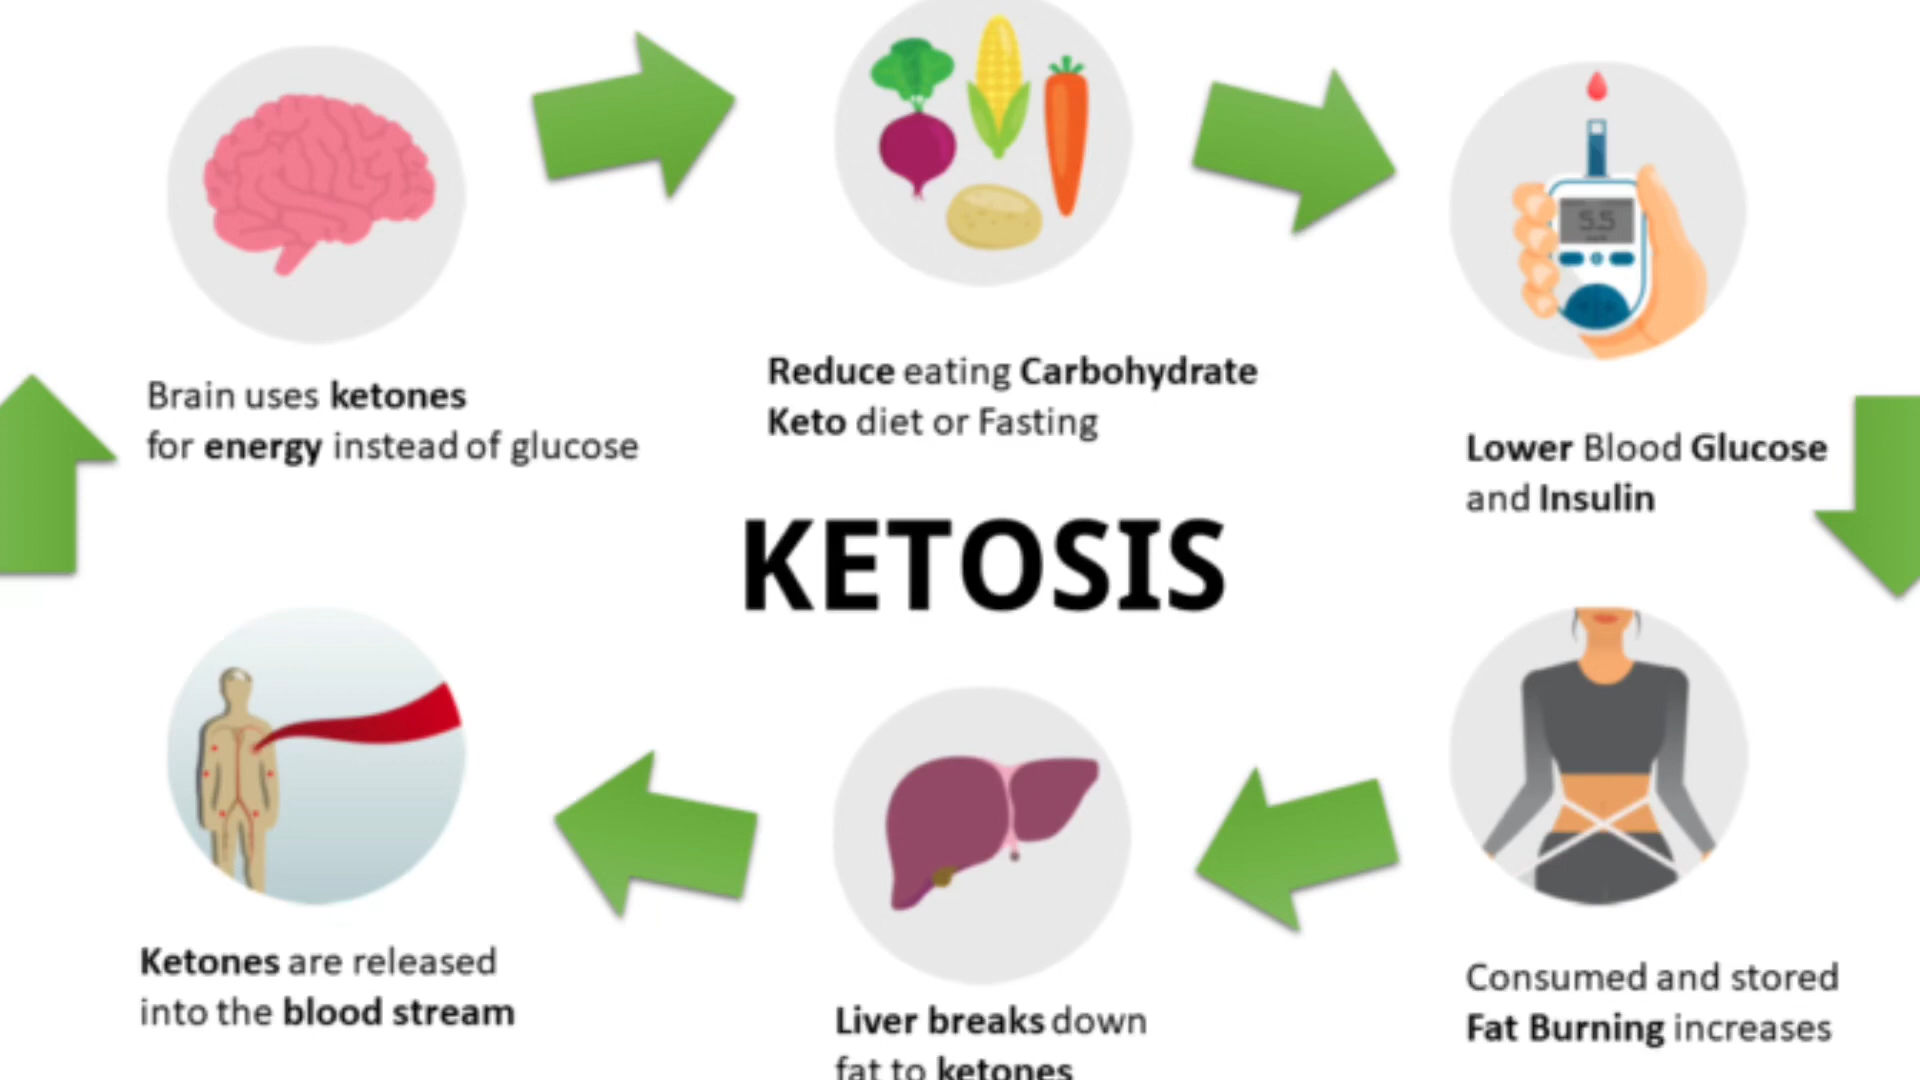 Brain uses ketones
for energy instead of glucose
Reduce eating Carbohydrate
Keto diet or Fasting
5.5
Lower Blood Glucose
and Insulin
KETOSIS
Ketones are released
into the blood stream
Liver breaks down
fat to ketones
Consumed and stored
Fat Burning increases